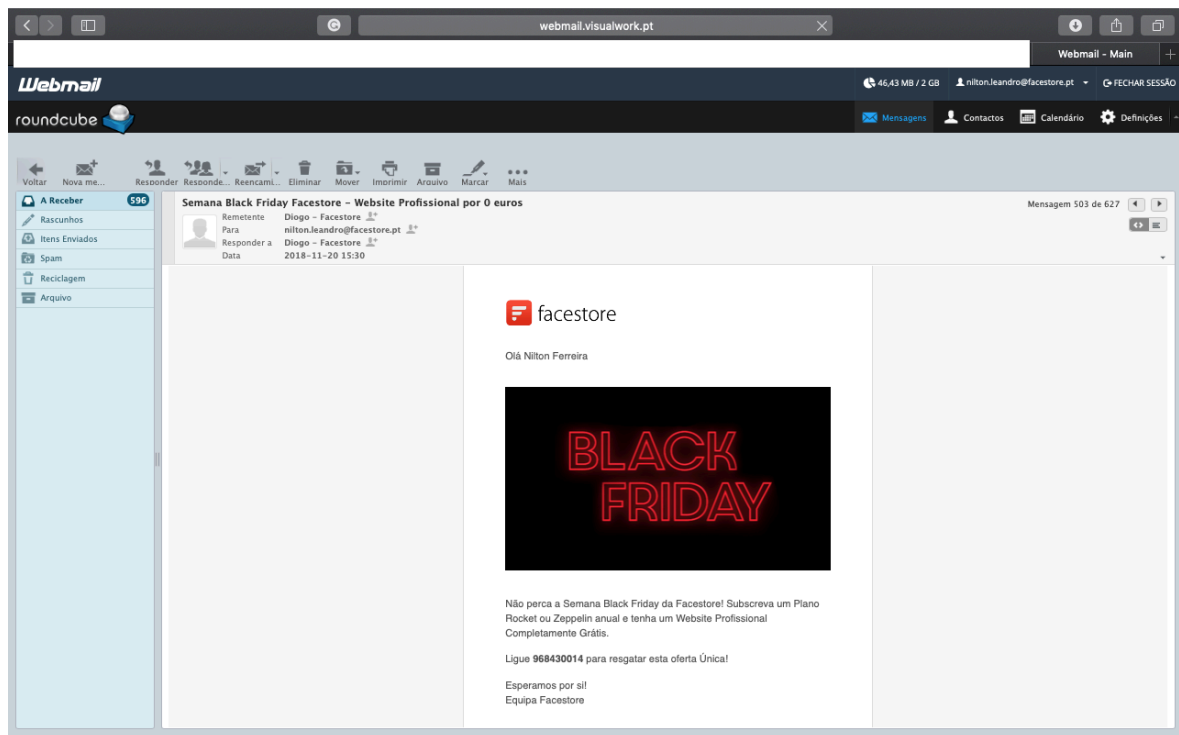 webmail.visualwork.pt
Webmail - Main
Webmail
46,43 MB / 2 GB
nilton.leandro@facestore.pt
FECHAR SESSÃO
roundcube
Mensagens
Contactos
Calendário
Definições
Voltar
Nova me...
Responder
Responde...
Reencami...
Eliminar
Mover
Imprimir
Arquivo
Marcar
Mais
A Receber 596
Rascunhos
Itens Enviados
Spam
Reciclagem
Arquivo
Semana Black Friday Facestore - Website Profissional por 0 euros
Mensagem 503 de 627
Remetente Diogo - Facestore
Para nilton.leandro@facestore.pt
Responder a Diogo - Facestore
Data 2018-11-20 15:30
facestore
Olá Nilton Ferreira
BLACK
FRIDAY
Não perca a Semana Black Friday da Facestore! Subscreva um Plano
Rocket ou Zeppelin anual e tenha um Website Profissional
Completamente Grátis.
Ligue 968430014 para resgatar esta oferta Única!
Esperamos por si!
Equipa Facestore